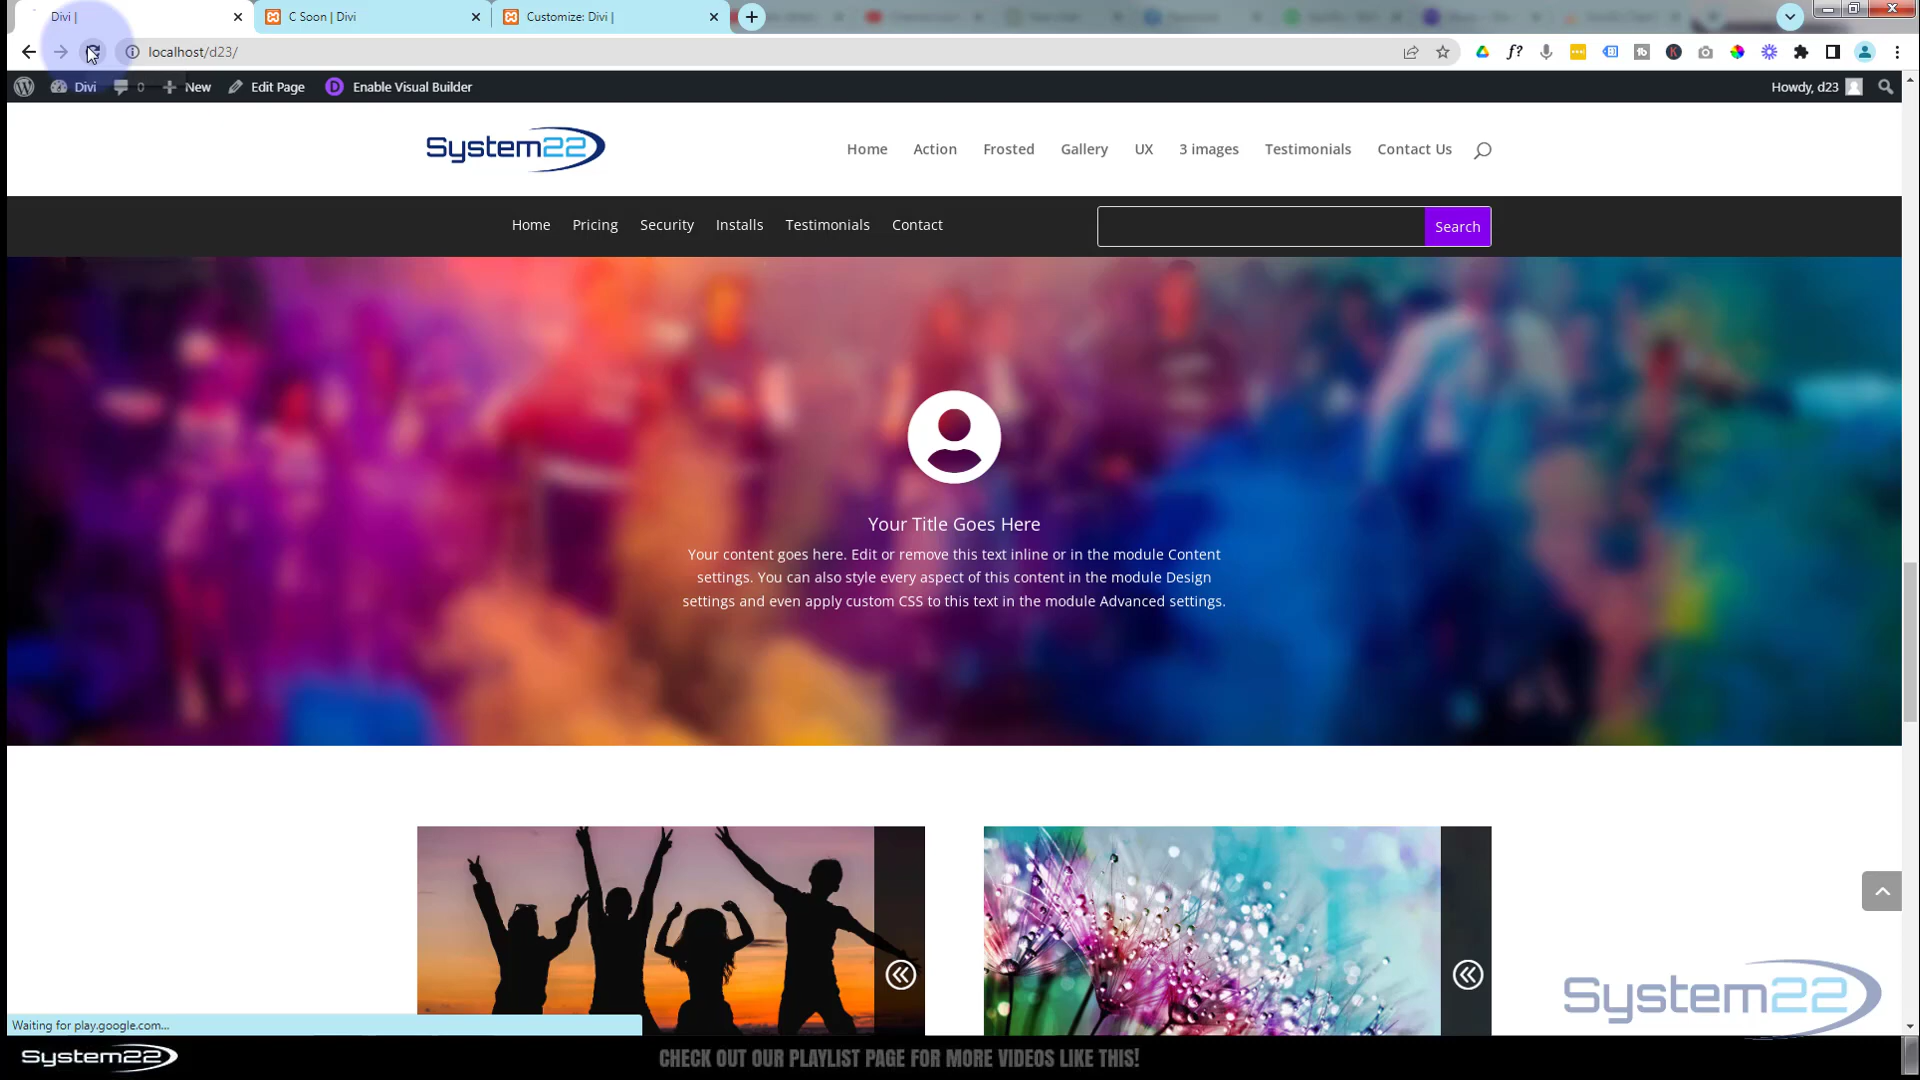 Divi |
C Soon | Divi
Customize: Divi |
localhost/d23/
Divi
0
New
Edit Page
Enable Visual Builder
Howdy, d23
System22
Home
Action
Frosted
Gallery
UX
3 images
Testimonials
Contact Us
Home
Pricing
Security
Installs
Testimonials
Contact
Search
Your Title Goes Here
Your content goes here. Edit or remove this text inline or in the module Content
settings. You can also style every aspect of this content in the module Design
settings and even apply custom CSS to this text in the module Advanced settings.
System22
Waiting for play.google.com...
System22
CHECK OUT OUR PLAYLIST PAGE FOR MORE VIDEOS LIKE THIS!